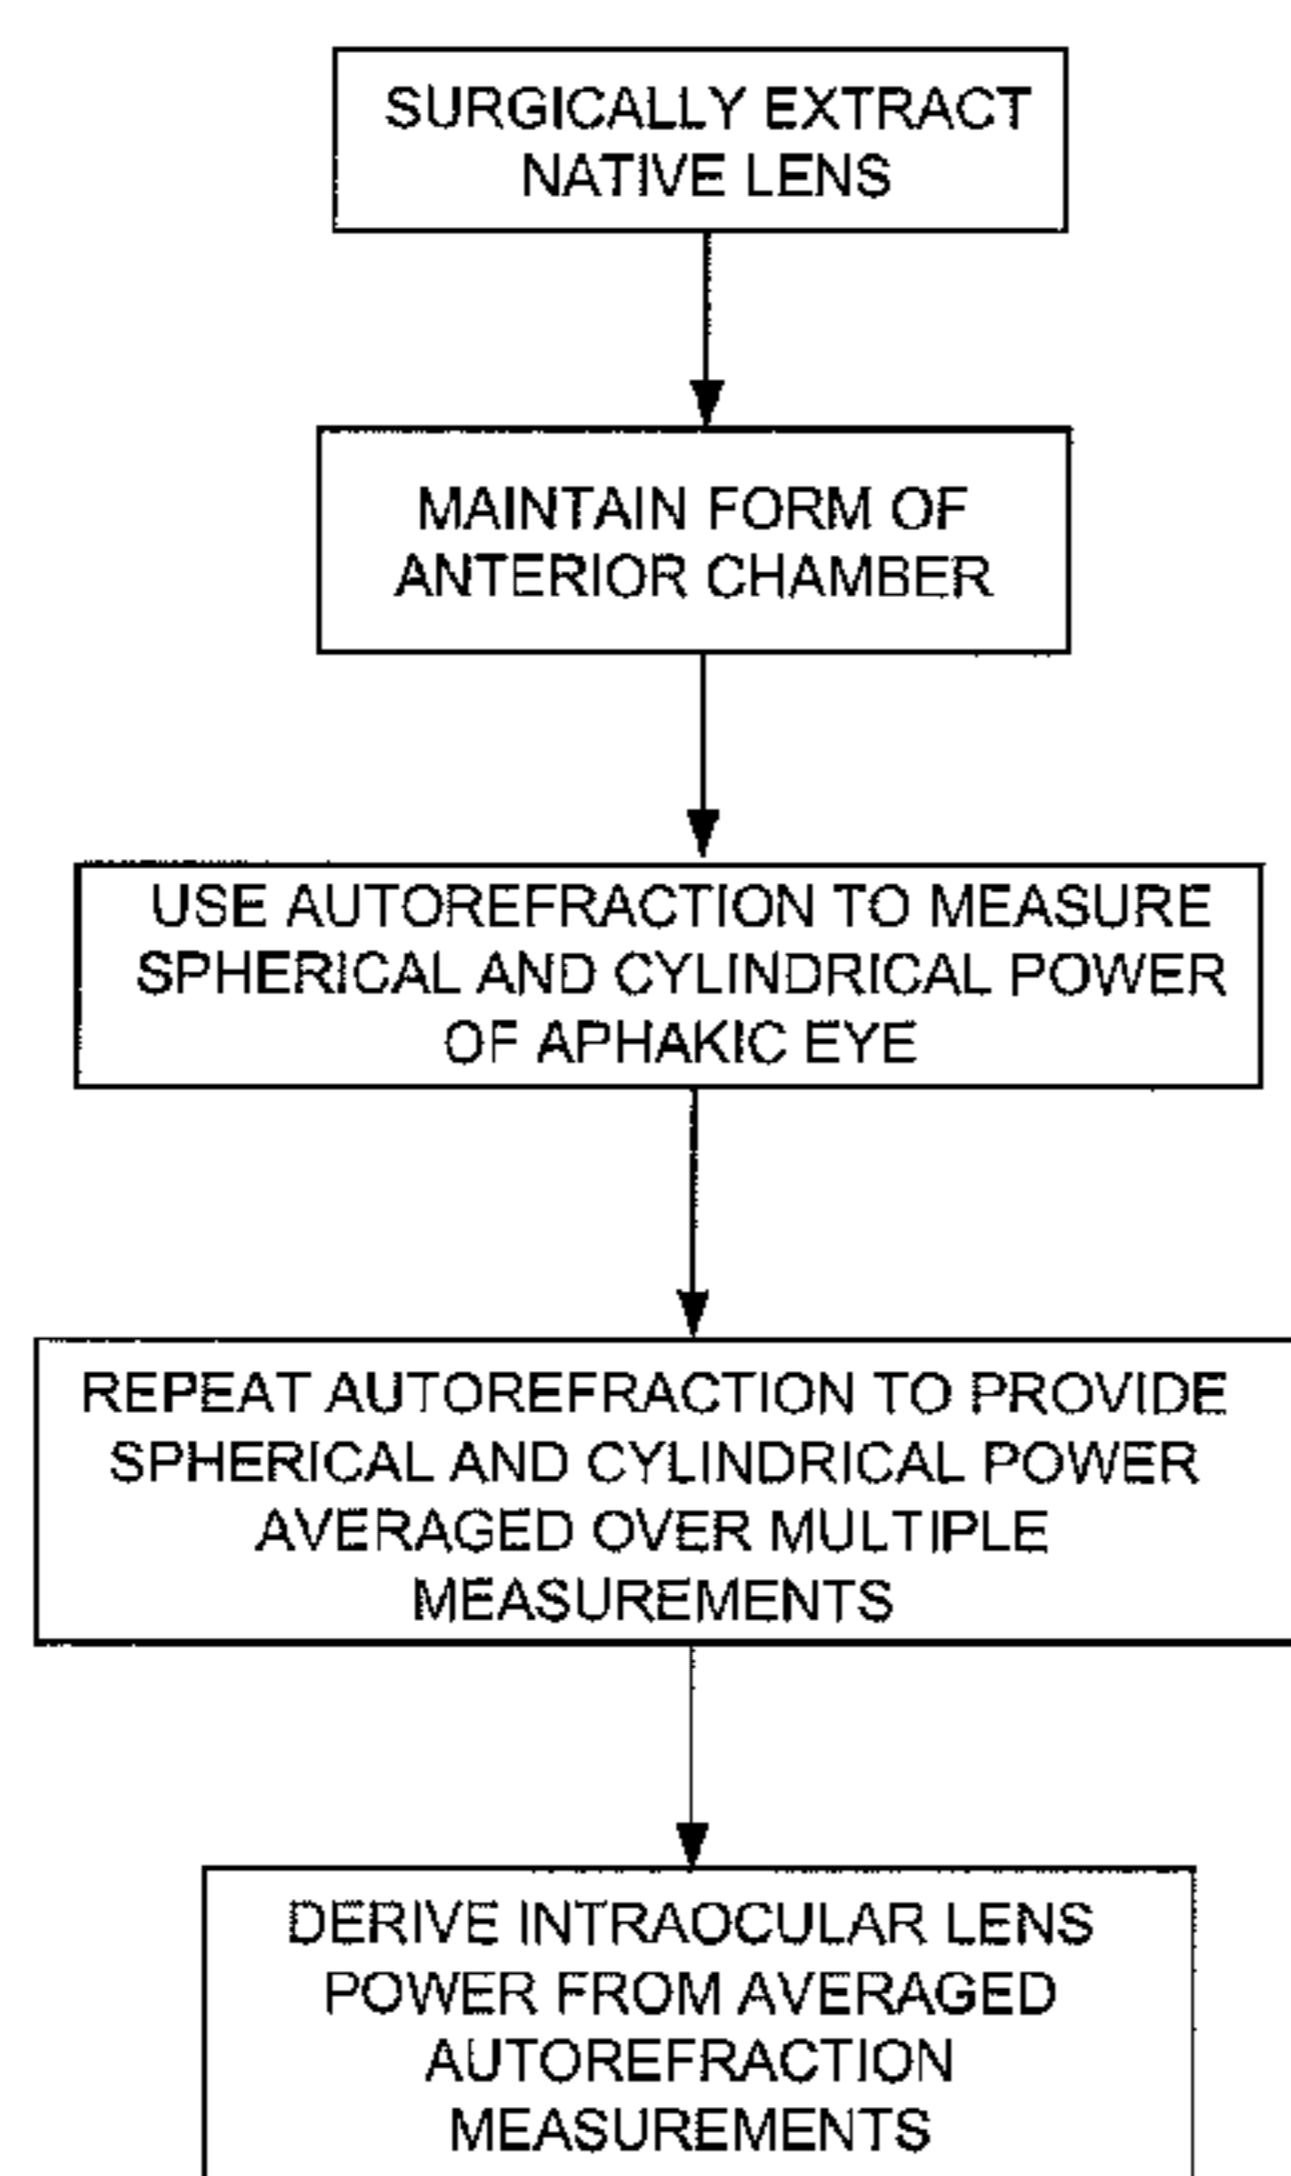 SURGICALLY EXTRACT
NATIVE LENS
MAINTAIN FORM OF
ANTERIOR CHAMBER
USE AUTOREFRACTION TO MEASURE
SPHERICAL AND CYLINDRICAL POWER
OF APHAKIC EYE
REPEAT AUTOREFRACTION TO PROVIDE
SPHERICAL AND CYLINDRICAL POWER
AVERAGED OVER MULTIPLE
MEASUREMENTS
DERIVE INTRAOCULAR LENS
POWER FROM AVERAGED
AUTOREFRACTION
MEASUREMENTS